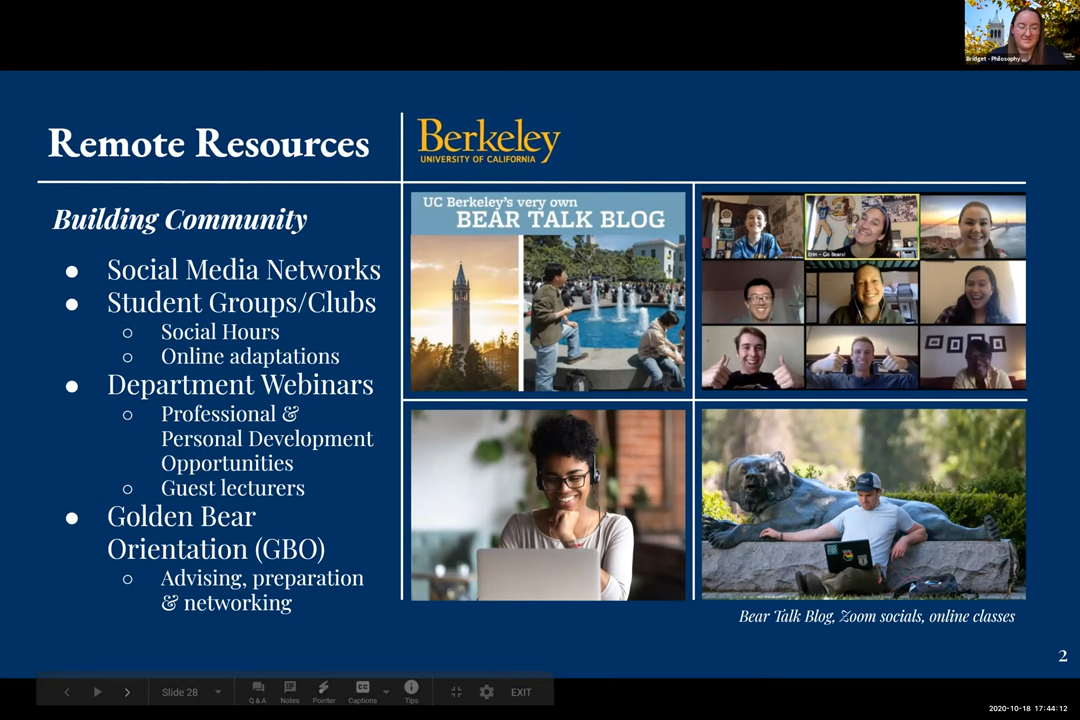 Bridget - Philosophy ...
Remote Resources
Berkeley
UNIVERSITY OF CALIFORNIA
Building Community
● Social Media Networks
● Student Groups/Clubs
○ Social Hours
○ Online adaptations
● Department Webinars
○ Professional &
Personal Development
Opportunities
○ Guest lecturers
● Golden Bear
Orientation (GBO)
○ Advising, preparation
& networking
UC Berkeley's very own
BEAR TALK BLOG
Erin - Go Bears!
Bear Talk Blog, Zoom socials, online classes
2
Slide 28
Q & A
Notes
Pointer
Captions
Tips
EXIT
2020-10-18 17:44:12